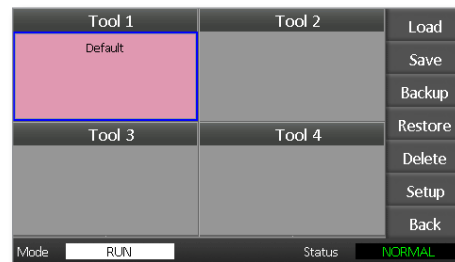 Tool 1
Tool 2
Default
Tool 3
Tool 4
Load
Save
Backup
Restore
Delete
Setup
Back
Mode RUN Status NORMAL